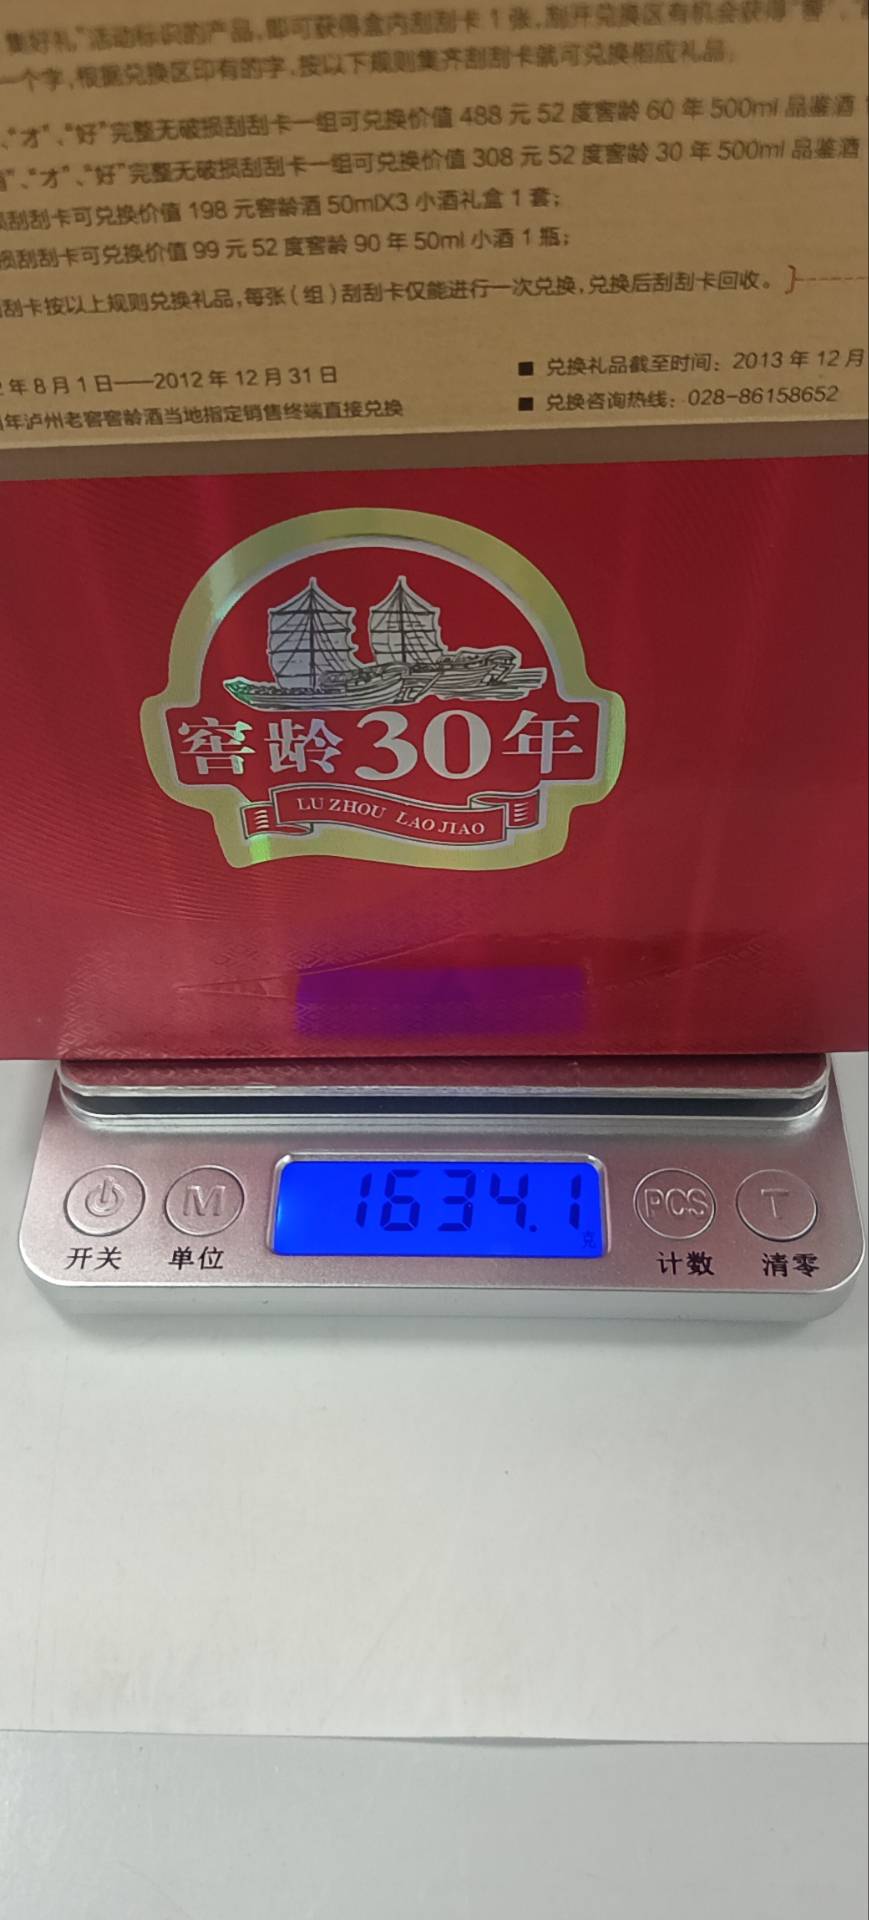 集好礼”活动标识的产品,即可获得盒内刮刮卡1张,刮开兑换区有机会获得“窖”、
一个字,根据兑换区印有的字,按以下规则集齐刮刮卡就可兑换相应礼品。
、“才”、“好”完整无破损刮刮卡一组可兑换价值488元52度窖龄60年500ml品鉴酒
”、“才”、“好”完整无破损刮刮卡一组可兑换价值308元52度窖龄30年500ml品鉴酒
损刮刮卡可兑换价值198元窖龄酒50mlX3小酒礼盒1套;
损刮刮卡可兑换价值99元52度窖龄90年50ml小酒1瓶;
刮卡按以上规则兑换礼品,每张(组)刮刮卡仅能进行一次兑换,兑换后刮刮卡回收。
2年8月1日——2012年12月31日
■ 兑换礼品截至时间: 2013年12月
年泸州老窖窖龄酒当地指定销售终端直接兑换
■ 兑换咨询热线: 028-86158652
窖龄30年
LU ZHOU LAO JIAO
1634.1
克
M
PCS
T
开关
单位
计数
清零